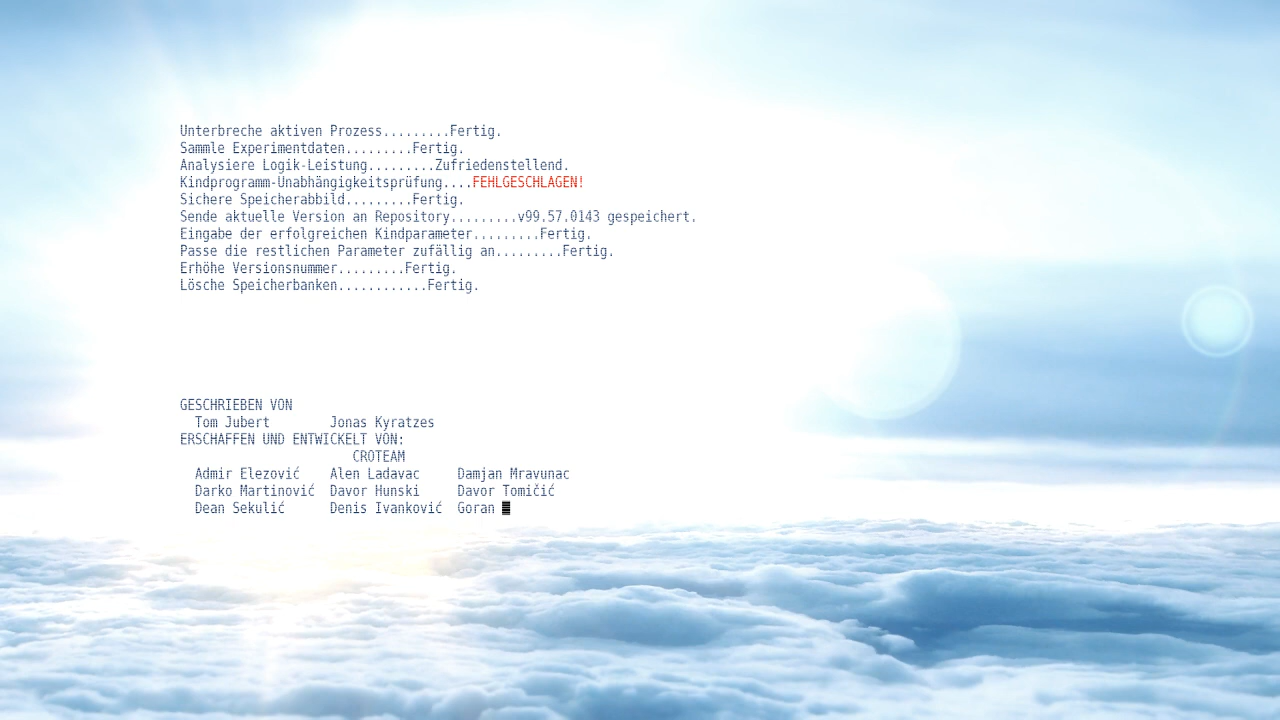 Unterbreche aktiven Prozess.........Fertig.
Sammle Experimentdaten.........Fertig.
Analysiere Logik-Leistung.........Zufriedenstellend.
Kindprogramm-Unabhängigkeitsprüfung....FEHLGESCHLAGEN!
Sichere Speicherabbild.........Fertig.
Sende aktuelle Version an Repository.........v99.57.0143 gespeichert.
Eingabe der erfolgreichen Kindparameter.........Fertig.
Passe die restlichen Parameter zufällig an.........Fertig.
Erhöhe Versionsnummer.........Fertig.
Lösche Speicherbanken............Fertig.
GESCHRIEBEN VON
Tom Jubert Jonas Kyratzes
ERSCHAFFEN UND ENTWICKELT VON:
CROTEAM
Admir Elezović Alen Ladavac Damjan Mravunac
Darko Martinović Davor Hunski Davor Tomičić
Dean Sekulić Denis Ivanković Goran